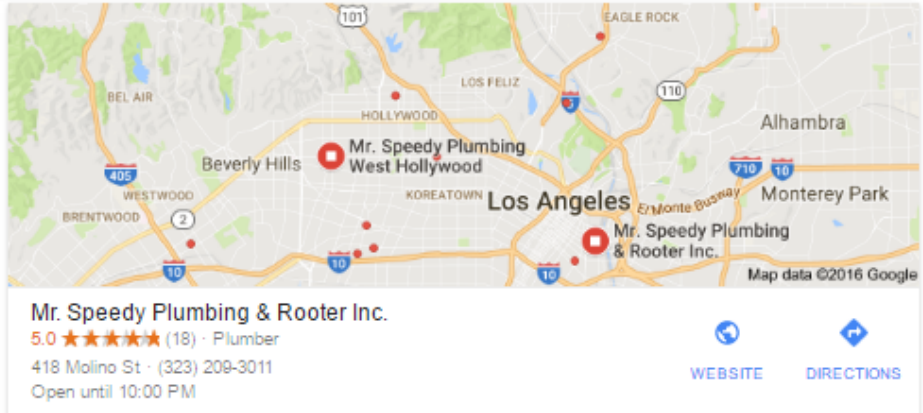 101
EAGLE ROCK
LOS FELIZ
BEL AIR
5
110
HOLLYWOOD
Alhambra
Mr. Speedy Plumbing
West Hollywood
Beverly Hills
405
710
10
WESTWOOD
KOREATOWN
Los Angeles
El Monte Busway
Monterey Park
BRENTWOOD
2
Mr. Speedy Plumbing
& Rooter Inc.
10
10
10
Map data ©2016 Google
Mr. Speedy Plumbing & Rooter Inc.
5.0 ★★★★★ (18) · Plumber
418 Molino St · (323) 209-3011
Open until 10:00 PM
WEBSITE
DIRECTIONS